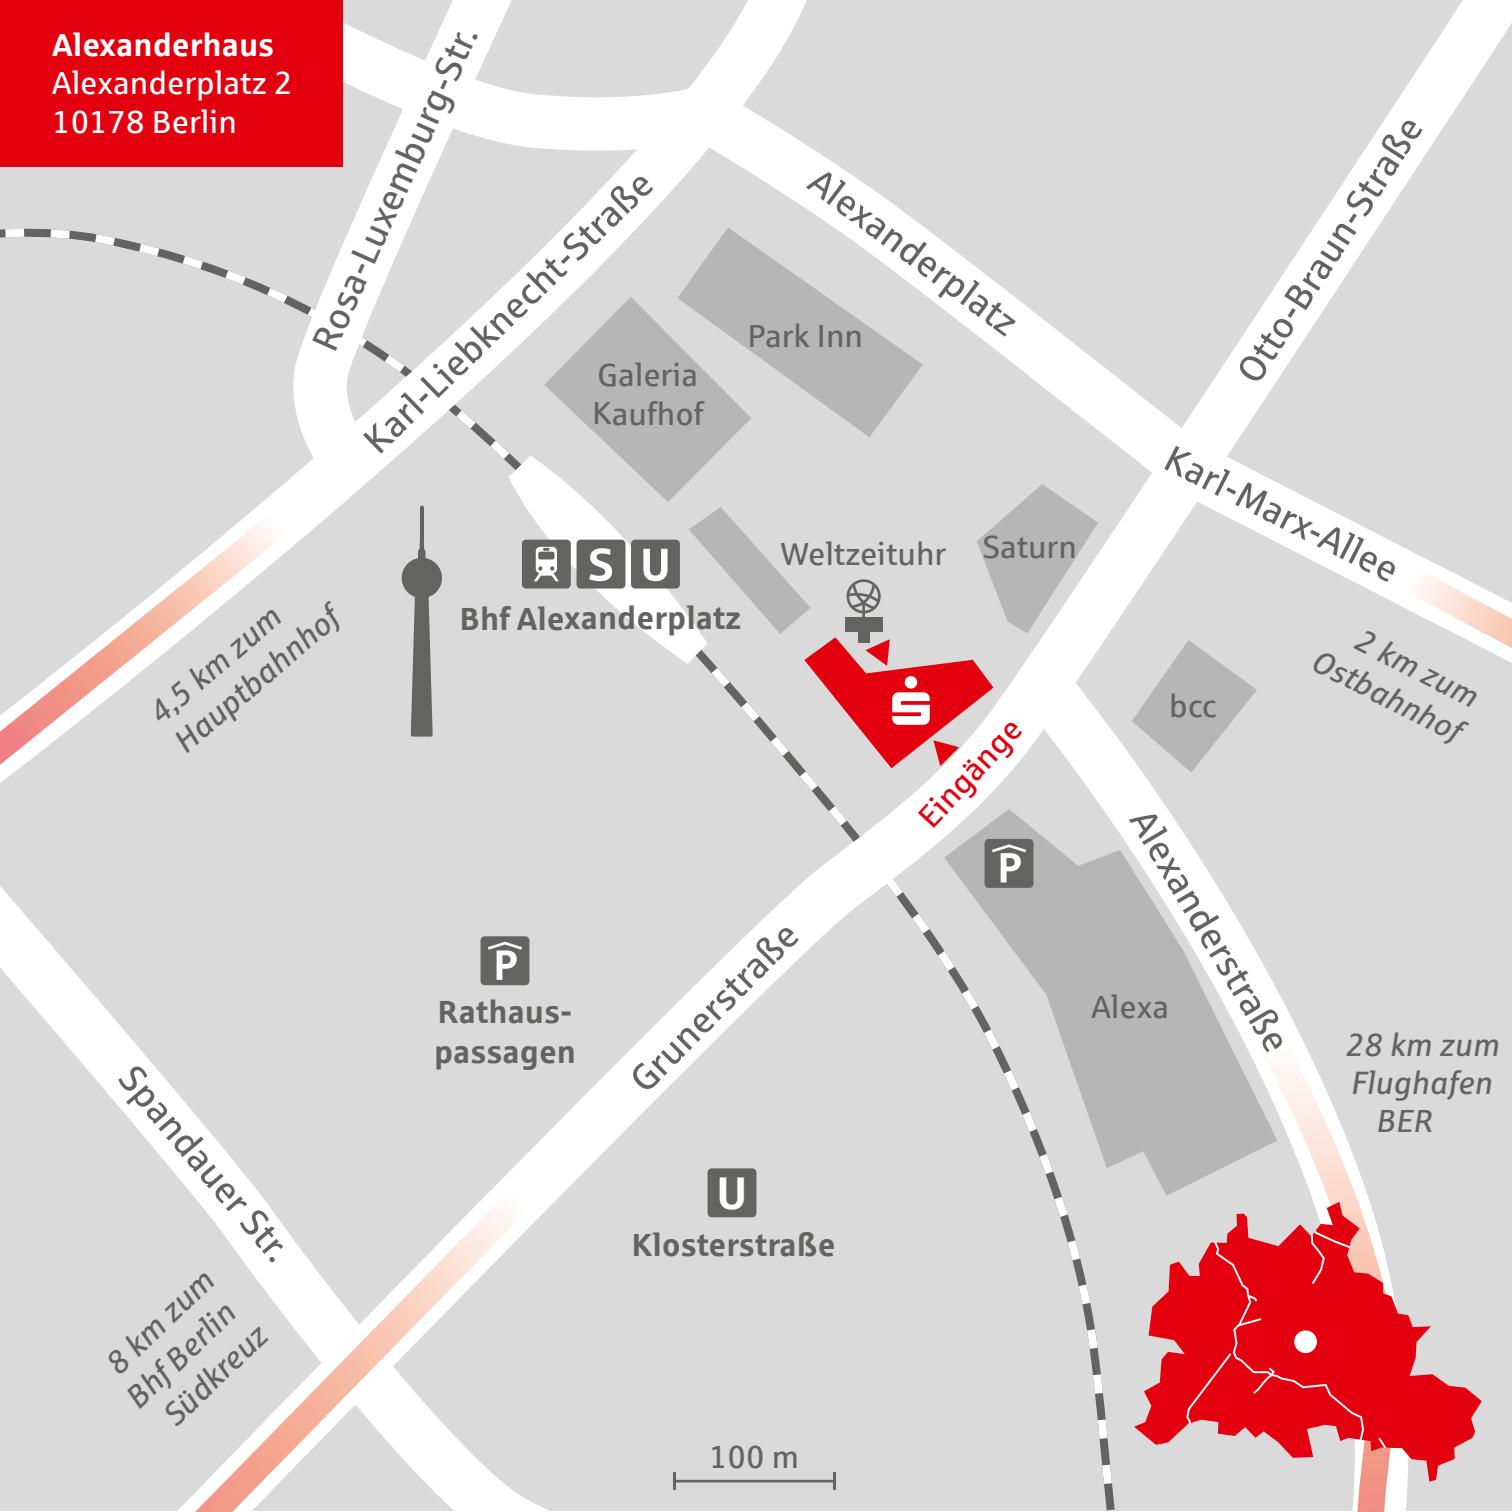 Alexanderhaus
Alexanderplatz 2
10178 Berlin
Rosa-Luxemburg-Str.
Karl-Liebknecht-Straße
Alexanderplatz
Otto-Braun-Straße
Park Inn
Galeria
Kaufhof
Karl-Marx-Allee
Weltzeituhr
Saturn
S
U
Bhf Alexanderplatz
4,5 km zum
Hauptbahnhof
2 km zum
Ostbahnhof
bcc
Eingänge
P
Alexanderstraße
P
Rathaus-
passagen
Grunerstraße
Alexa
28 km zum
Flughafen
BER
Spandauer Str.
U
Klosterstraße
8 km zum
Bhf Berlin
Südkreuz
100 m